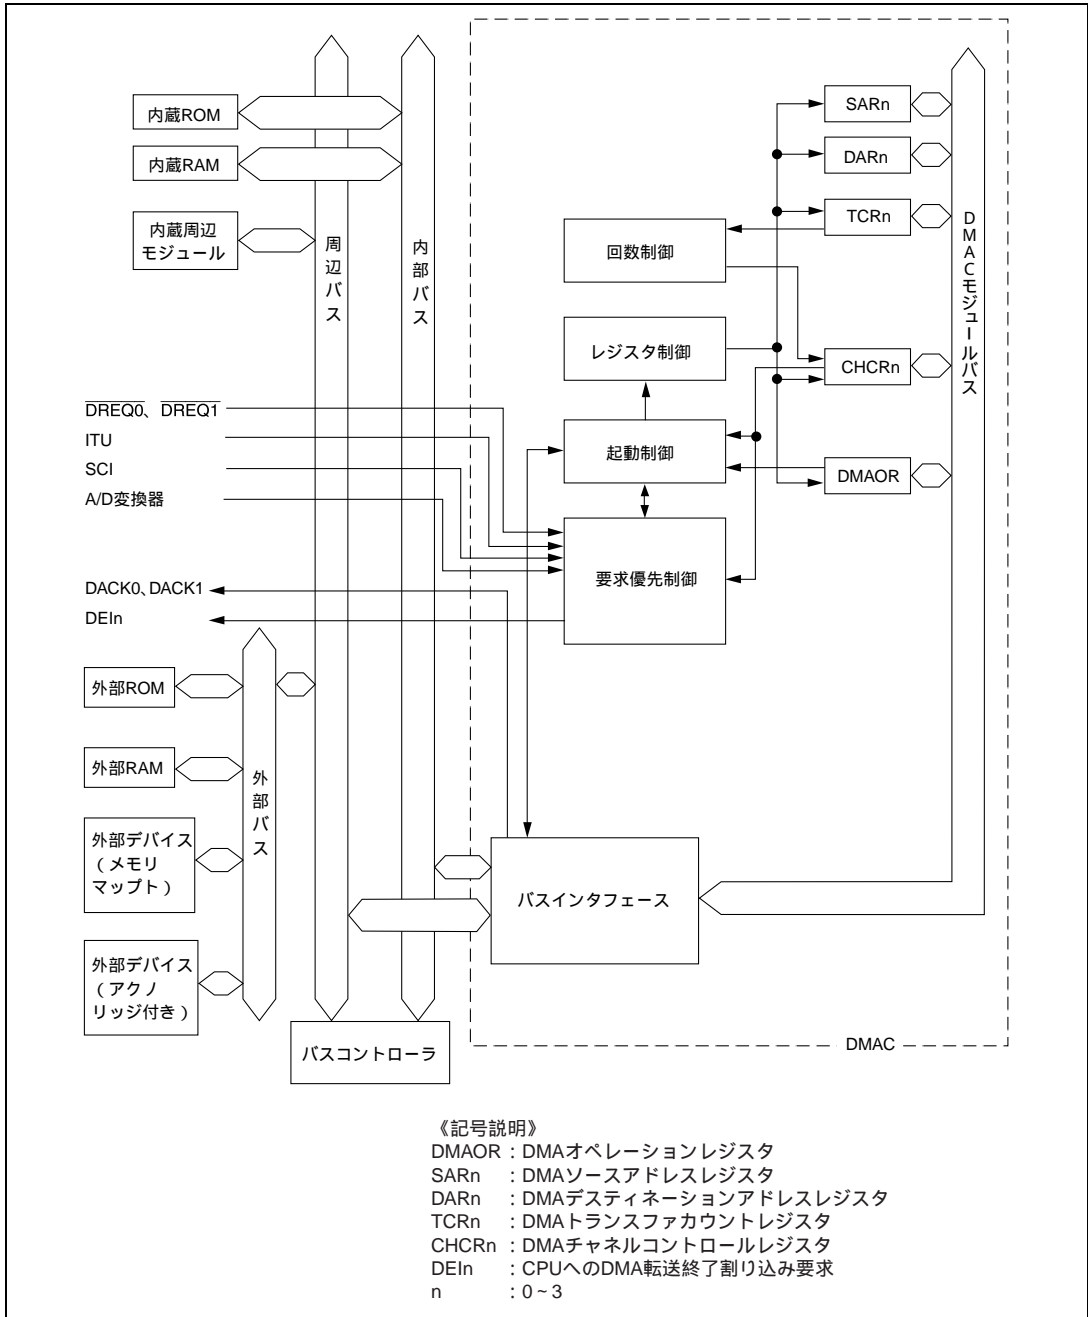 内蔵ROM
内蔵RAM
内蔵周辺
モジュール
周辺バス
内部バス
SARn
DARn
TCRn
回数制御
レジスタ制御
CHCRn
起動制御
DMAOR
要求優先制御
DMACモジュールバス
DREQ0、DREQ1
ITU
SCI
A/D変換器
DACK0、DACK1
DEIn
外部ROM
外部RAM
外部デバイス
（メモリ
マップト）
外部デバイス
（アクノ
リッジ付き）
外部バス
バスインタフェース
バスコントローラ
DMAC
《記号説明》
DMAOR：DMAオペレーションレジスタ
SARn ：DMAソースアドレスレジスタ
DARn ：DMAデスティネーションアドレスレジスタ
TCRn ：DMAトランスファカウントレジスタ
CHCRn ：DMAチャネルコントロールレジスタ
DEIn ：CPUへのDMA転送終了割り込み要求
n ：0～3